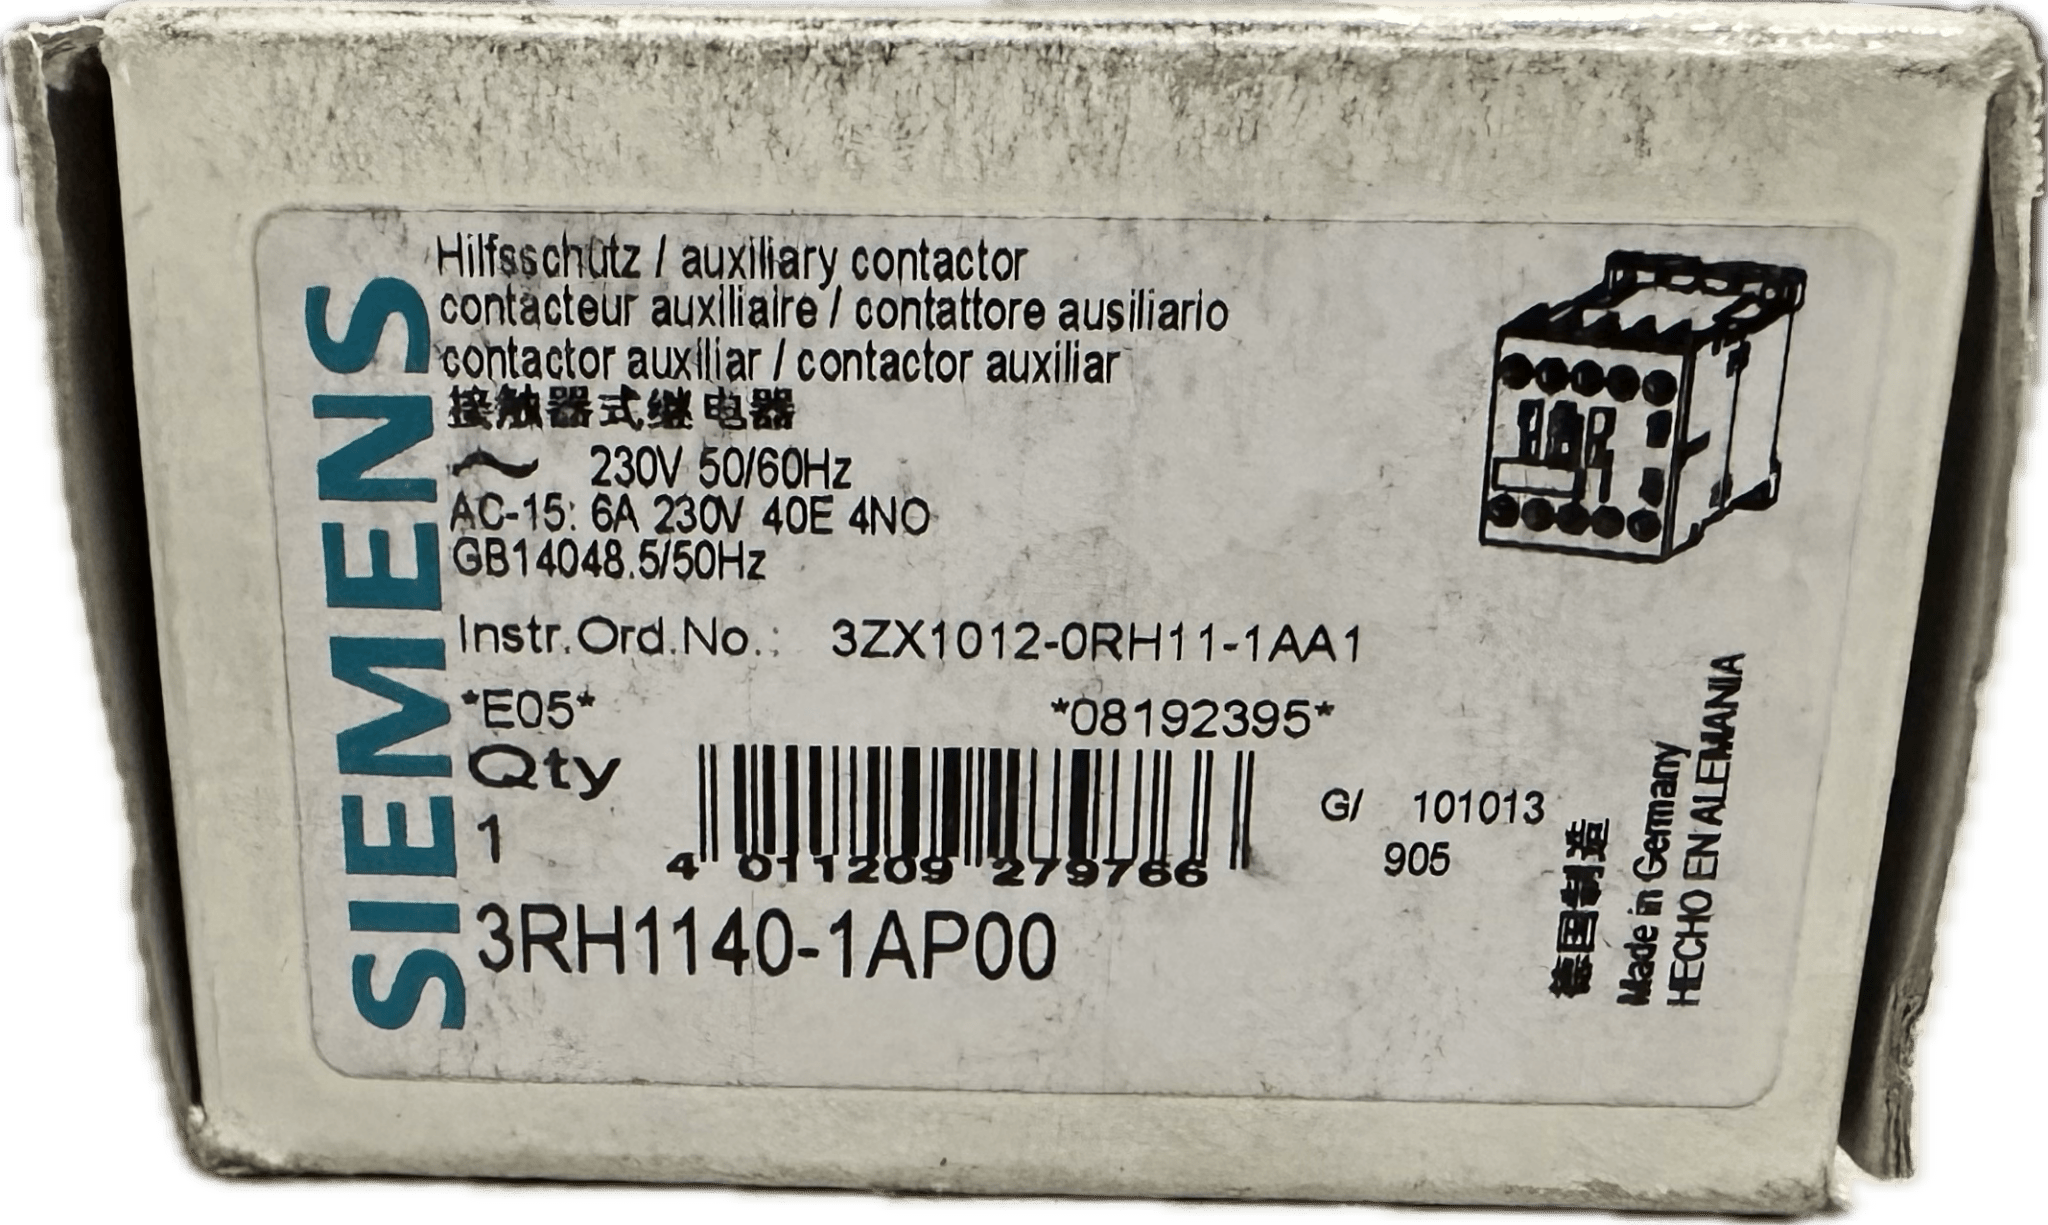 SIEMENS
Hilfsschütz / auxiliary contactor
contacteur auxiliaire / contattore ausiliario
contactor auxiliar / contactor auxiliar
接触器式继电器
~ 230V 50/60Hz
AC-15: 6A 230V 40E 4NO
GB14048.5/50Hz
Instr.Ord.No.: 3ZX1012-0RH11-1AA1
*E05* *08192395*
Qty
1
4 011209 279766
G/ 101013
905
3RH1140-1AP00
德国制造
Made in Germany
HECHO EN ALEMANIA